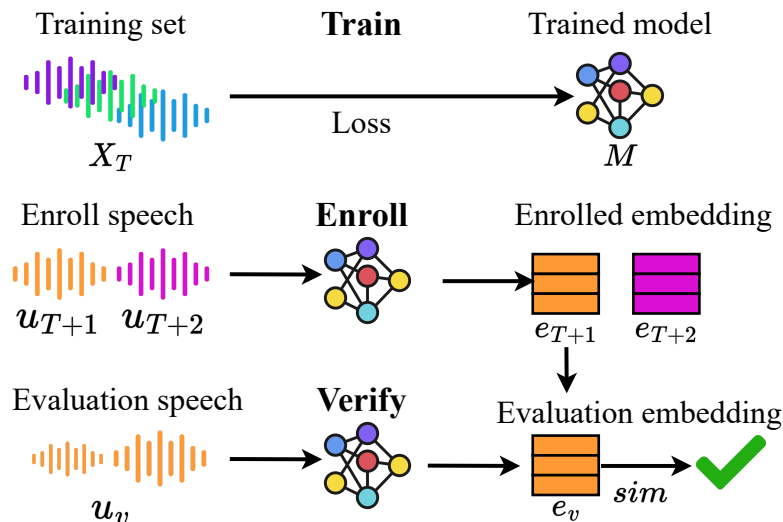 Training set
Train
Trained model
Loss
X_T
M
Enroll speech
Enroll
Enrolled embedding
u_{T+1}
u_{T+2}
e_{T+1}
e_{T+2}
Evaluation speech
Verify
Evaluation embedding
u_v
e_v
sim